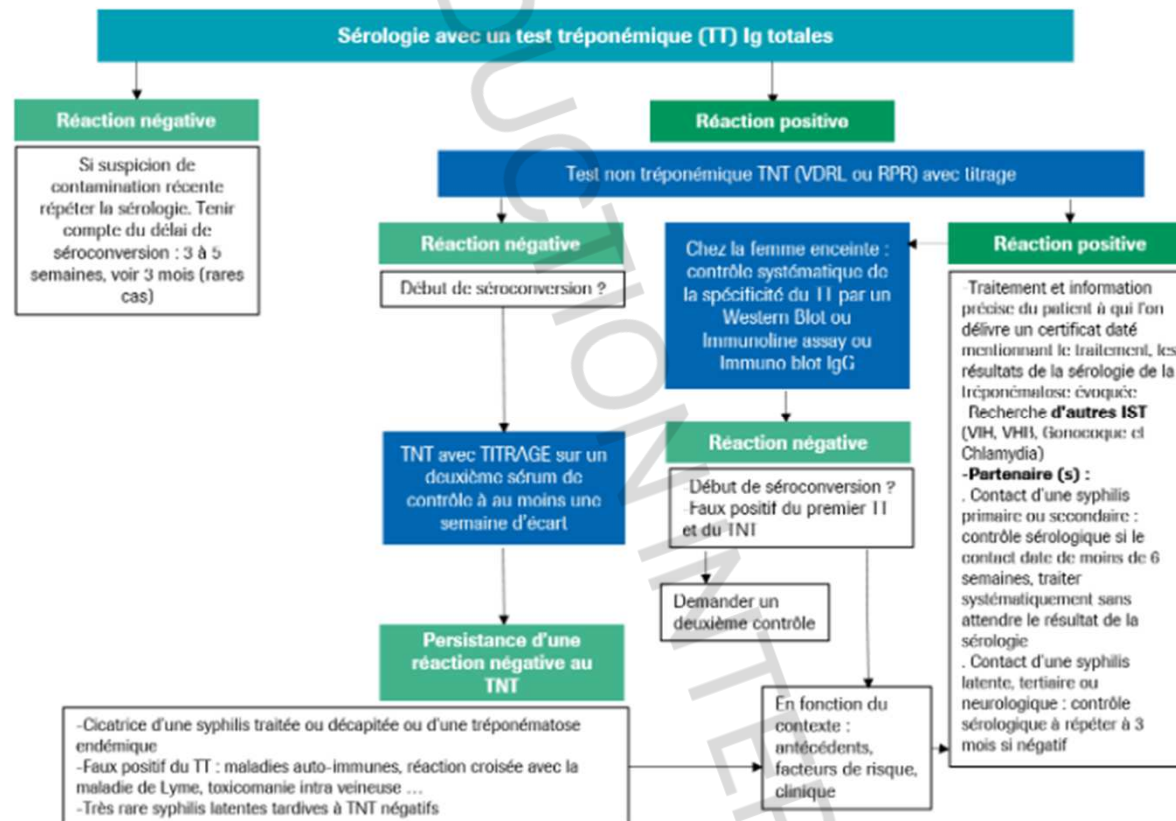 Sérologie avec un test tréponémique (TT) Ig totales
Réaction négative
Si suspicion de
contamination récente
répéter la sérologie. Tenir
compte du délai de
séroconversion : 3 à 5
semaines, voir 3 mois (rares
cas)
Réaction positive
Test non tréponémique TNT (VDRL ou RPR) avec titrage
Réaction négative
Début de séroconversion ?
TNT avec TITRAGE sur un
deuxième sérum de
contrôle à au moins une
semaine d'écart
Persistance d'une
réaction négative au
TNT
-Cicatrice d'une syphilis traitée ou décapitée ou d'une tréponématose
endémique
-Faux positif du TT : maladies auto-immunes, réaction croisée avec la
maladie de Lyme, toxicomanie intra veineuse ...
-Très rare syphilis latentes tardives à TNT négatifs
Chez la femme enceinte :
contrôle systématique de
la spécificité du TT par un
Western Blot ou
Immunoline assay ou
Immuno blot IgG
Réaction négative
-Début de séroconversion ?
-Faux positif du premier TT
et du TNT
Demander un
deuxième contrôle
En fonction du
contexte :
antécédents,
facteurs de risque,
clinique
Réaction positive
-Traitement et information
précise du patient à qui l'on
délivre un certificat daté
mentionnant le traitement, les
résultats de la sérologie de la
tréponématose évoquée
Recherche d'autres IST
(VIH, VHB, Gonocoque et
Chlamydia)
-Partenaire (s) :
. Contact d'une syphilis
primaire ou secondaire :
contrôle sérologique si le
contact date de moins de 6
semaines, traiter
systématiquement sans
attendre le résultat de la
sérologie
. Contact d'une syphilis
latente, tertiaire ou
neurologique : contrôle
sérologique à répéter à 3
mois si négatif